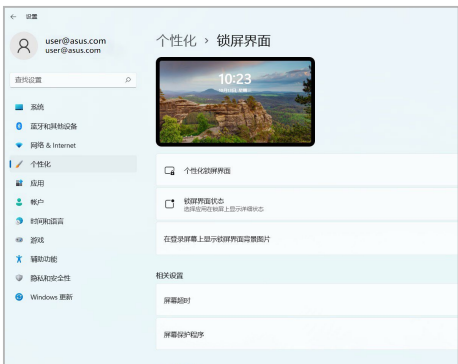 设置
user@asus.com
user@asus.com
查找设置
系统
蓝牙和其他设备
网络 & Internet
个性化
应用
帐户
时间和语言
游戏
辅助功能
隐私和安全性
Windows 更新
个性化 › 锁屏界面
10:23
个性化锁屏界面
锁屏界面状态
选择应用在锁屏上显示详细状态
在登录屏幕上显示锁屏界面背景图片
相关设置
屏幕超时
屏幕保护程序